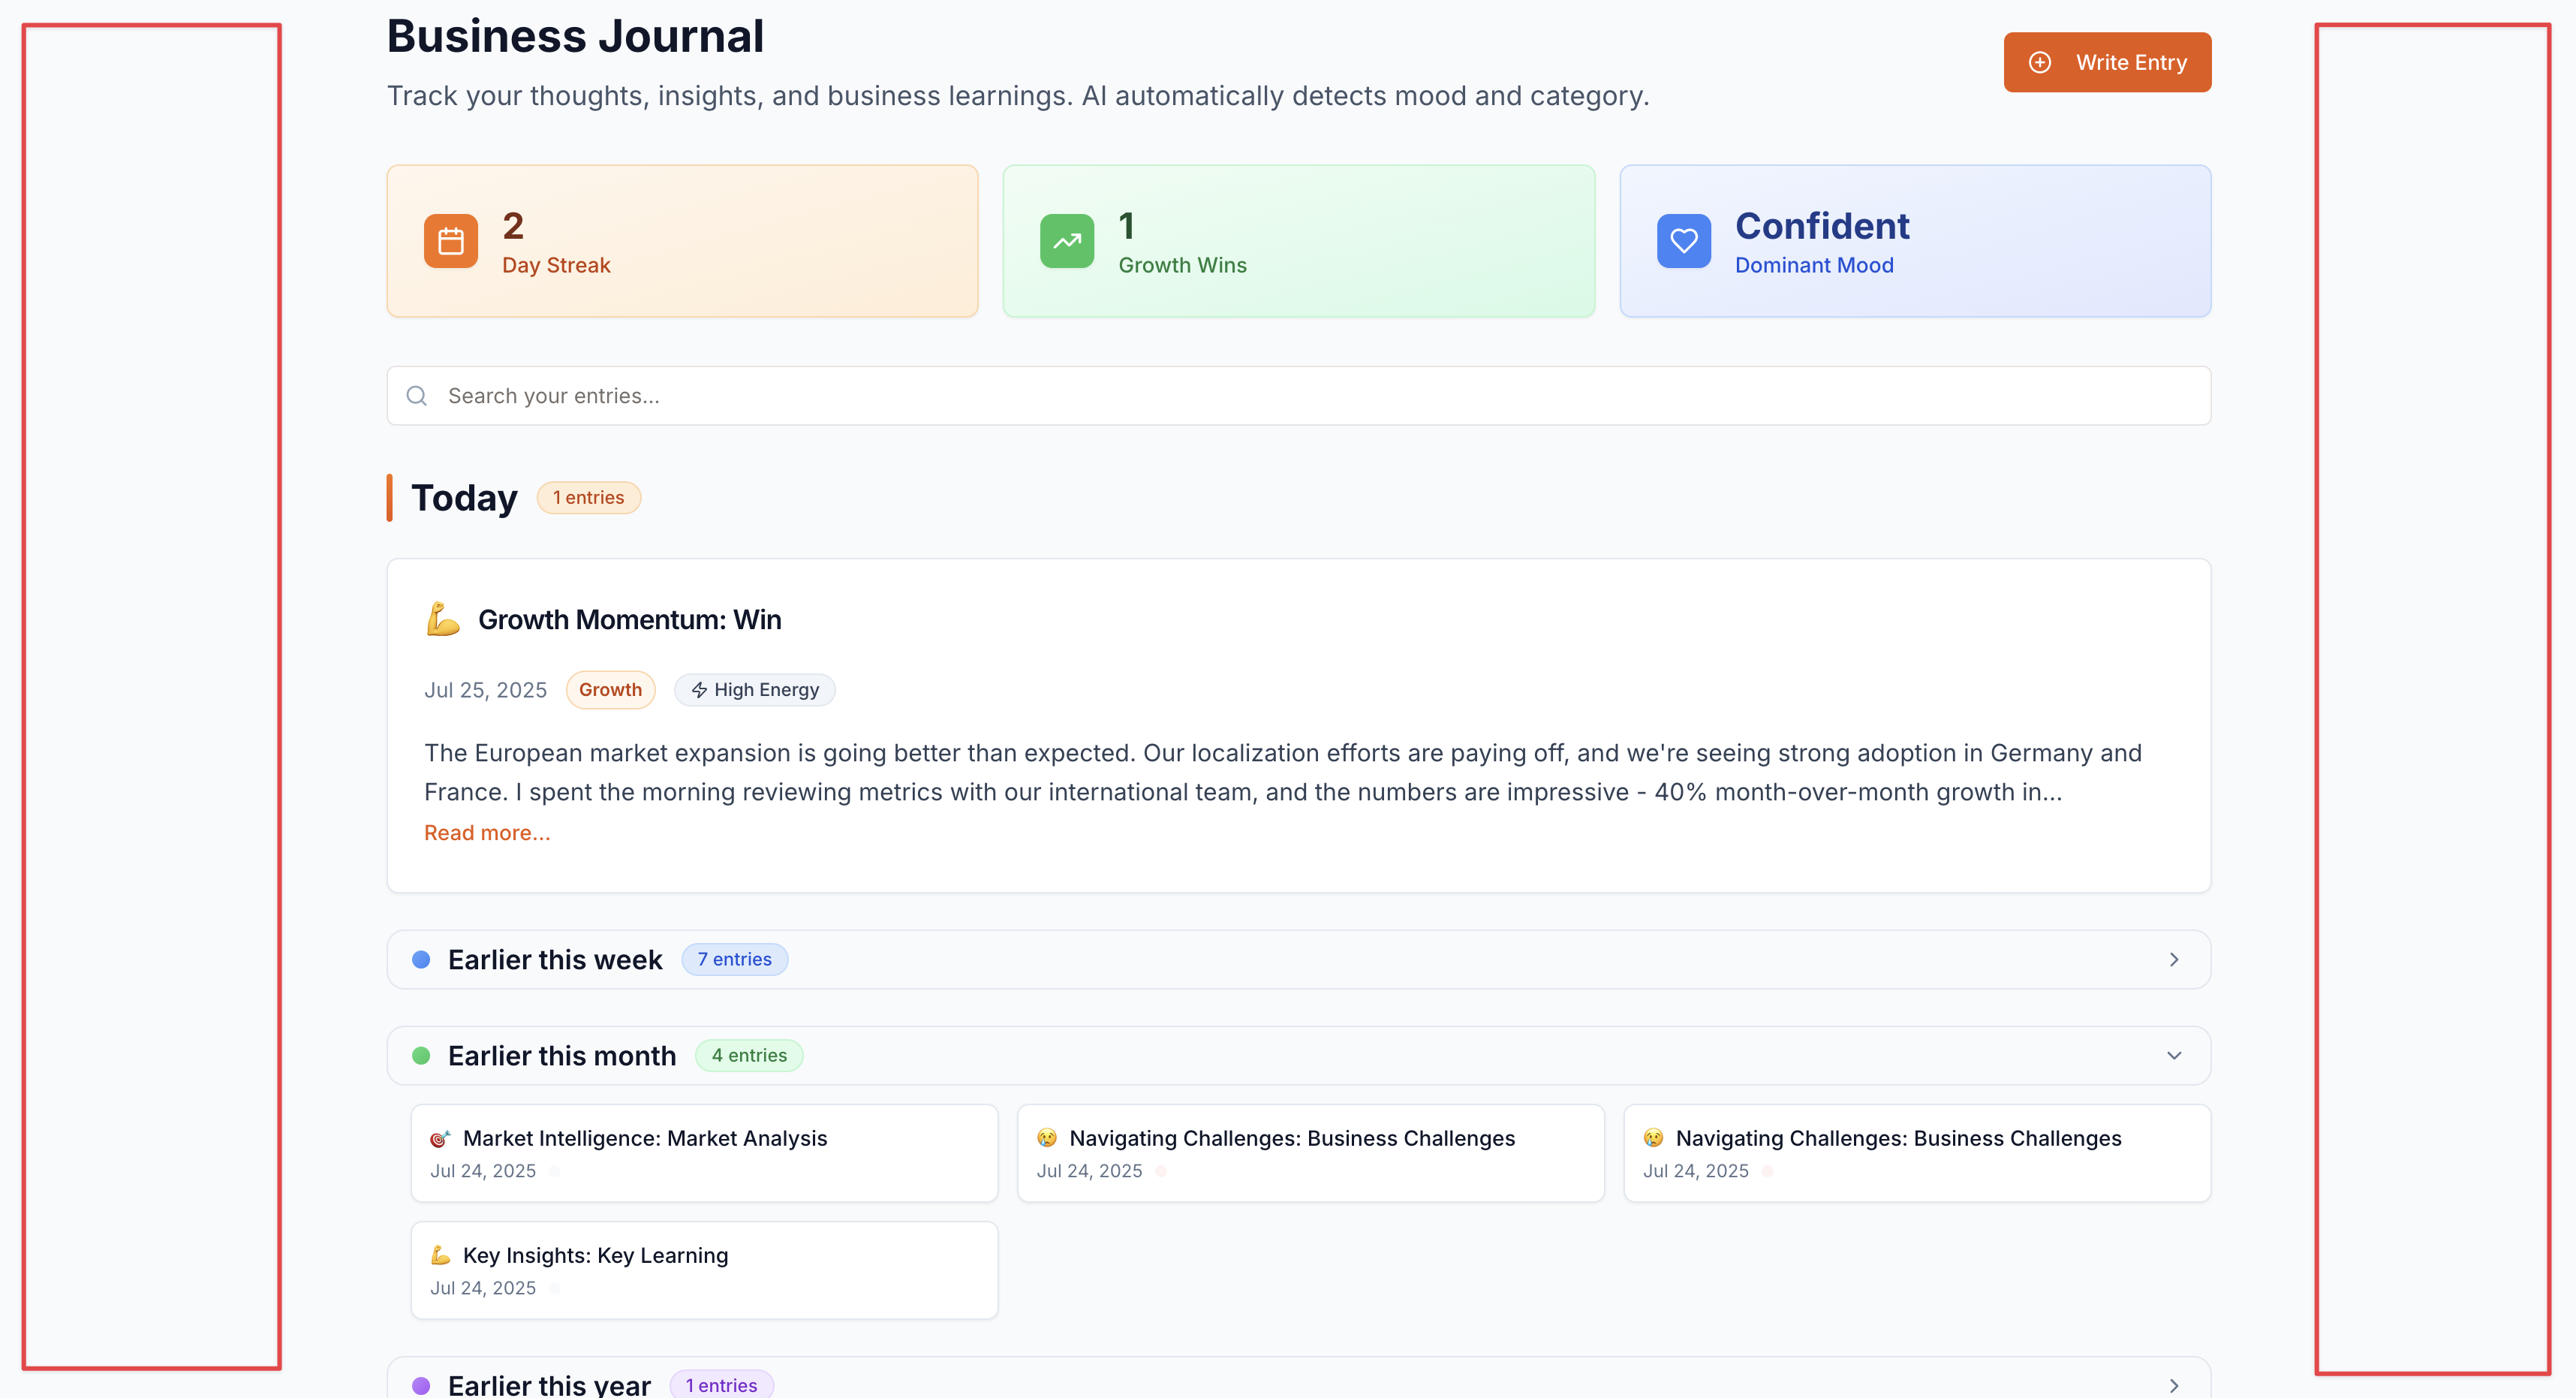 Business Journal
Write Entry
Track your thoughts, insights, and business learnings. AI automatically detects mood and category.
2
Day Streak
1
Growth Wins
Confident
Dominant Mood
Search your entries...
Today 1 entries
Growth Momentum: Win
Jul 25, 2025 Growth High Energy
The European market expansion is going better than expected. Our localization efforts are paying off, and we're seeing strong adoption in Germany and
France. I spent the morning reviewing metrics with our international team, and the numbers are impressive - 40% month-over-month growth in...
Read more...
Earlier this week 7 entries
Earlier this month 4 entries
Market Intelligence: Market Analysis
Jul 24, 2025
Navigating Challenges: Business Challenges
Jul 24, 2025
Navigating Challenges: Business Challenges
Jul 24, 2025
Key Insights: Key Learning
Jul 24, 2025
Earlier this year 1 entries